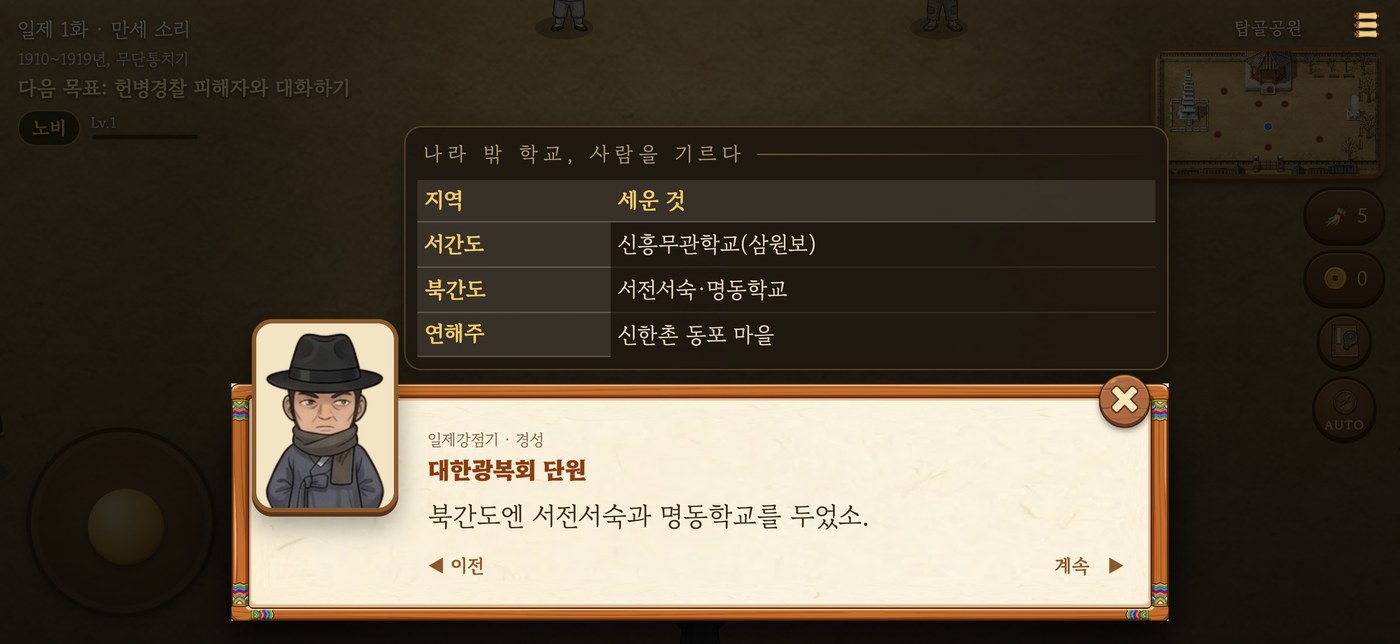 일제 1화 · 만세 소리
1910~1919년, 무단통치기
다음 목표: 헌병경찰 피해자와 대화하기
노비 Lv.1
탑골공원
5
0
AUTO
나라 밖 학교, 사람을 기르다
지역 세운 것
서간도 신흥무관학교(삼원보)
북간도 서전서숙·명동학교
연해주 신한촌 동포 마을
일제강점기 · 경성
대한광복회 단원
북간도엔 서전서숙과 명동학교를 두었소.
◀ 이전 계속 ▶